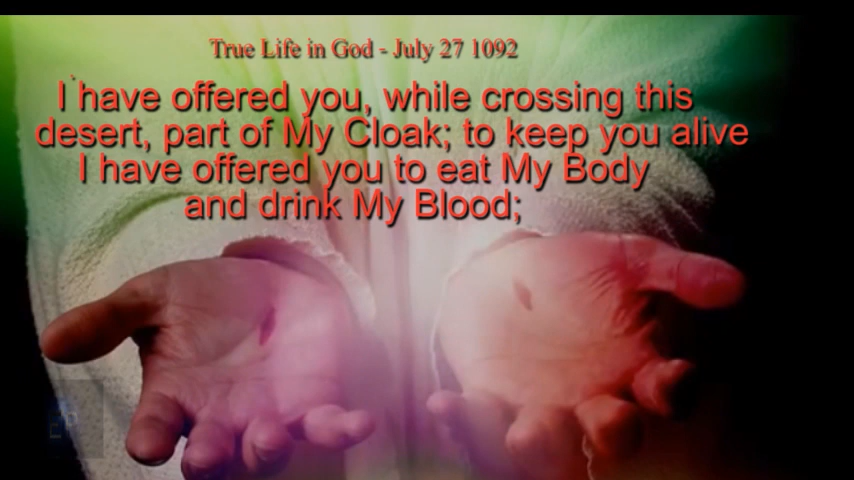 True Life in God - July 27 1092
I have offered you, while crossing this
desert, part of My Cloak; to keep you alive
I have offered you to eat My Body
and drink My Blood;